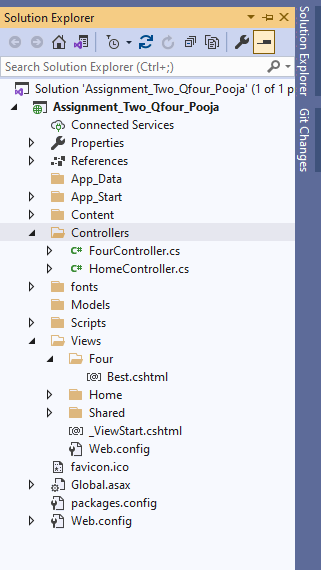 Solution Explorer
Search Solution Explorer (Ctrl+;)
Solution 'Assignment_Two_Qfour_Pooja' (1 of 1 p
Assignment_Two_Qfour_Pooja
Connected Services
Properties
References
App_Data
App_Start
Content
Controllers
C# FourController.cs
C# HomeController.cs
fonts
Models
Scripts
Views
Four
[@] Best.cshtml
Home
Shared
[@] _ViewStart.cshtml
Web.config
favicon.ico
Global.asax
packages.config
Web.config
Solution Explorer
Git Changes